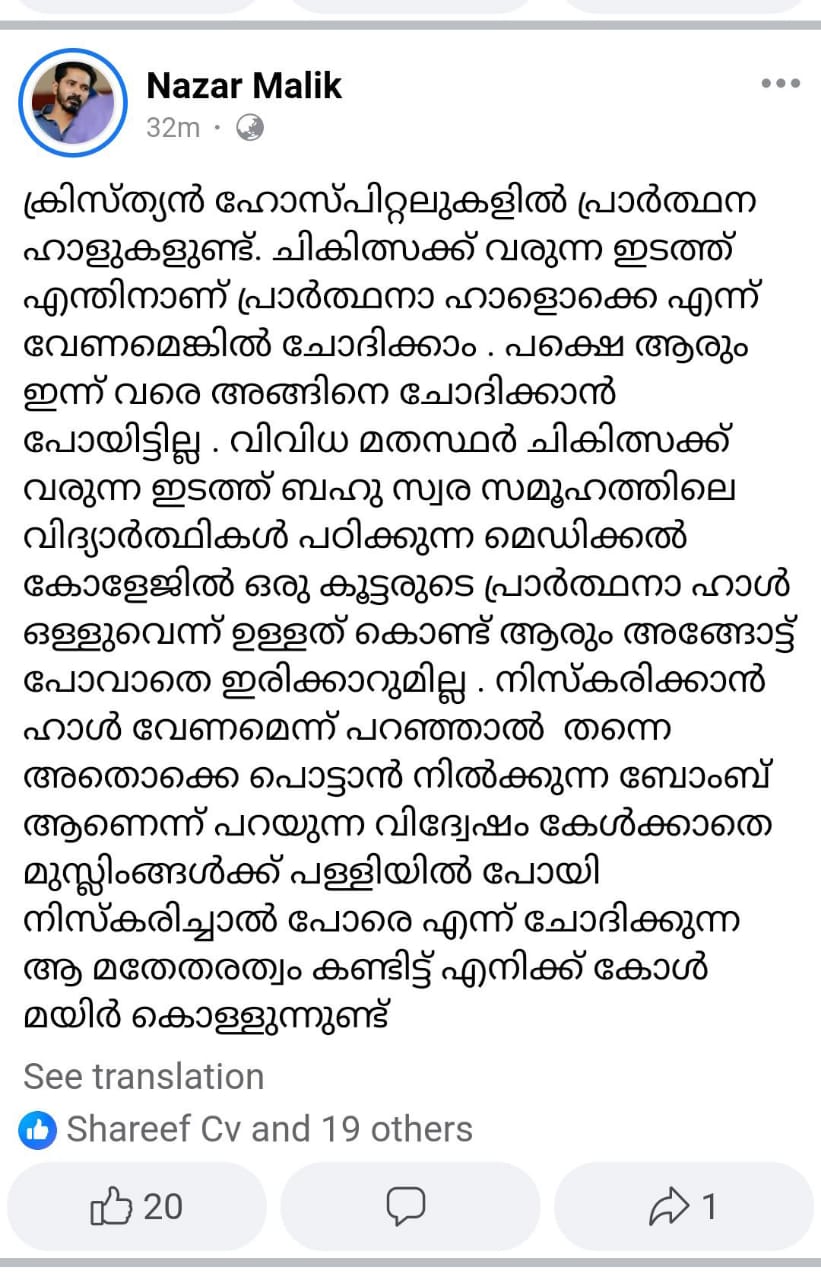 Nazar Malik
32m ·
ക്രിസ്ത്യൻ ഹോസ്പിറ്റലുകളിൽ പ്രാർത്ഥന
ഹാളുകളുണ്ട്. ചികിത്സക്ക് വരുന്ന ഇടത്ത്
എന്തിനാണ് പ്രാർത്ഥനാ ഹാളൊക്കെ എന്ന്
വേണമെങ്കിൽ ചോദിക്കാം . പക്ഷെ ആരും
ഇന്ന് വരെ അങ്ങിനെ ചോദിക്കാൻ
പോയിട്ടില്ല . വിവിധ മതസ്ഥർ ചികിത്സക്ക്
വരുന്ന ഇടത്ത് ബഹു സ്വര സമൂഹത്തിലെ
വിദ്യാർത്ഥികൾ പഠിക്കുന്ന മെഡിക്കൽ
കോളേജിൽ ഒരു കൂട്ടരുടെ പ്രാർത്ഥനാ ഹാൾ
ഒള്ളുവെന്ന് ഉള്ളത് കൊണ്ട് ആരും അങ്ങോട്ട്
പോവാതെ ഇരിക്കാറുമില്ല . നിസ്കരിക്കാൻ
ഹാൾ വേണമെന്ന് പറഞ്ഞാൽ തന്നെ
അതൊക്കെ പൊട്ടാൻ നിൽക്കുന്ന ബോംബ്
ആണെന്ന് പറയുന്ന വിദ്വേഷം കേൾക്കാതെ
മുസ്ലിംങ്ങൾക്ക് പള്ളിയിൽ പോയി
നിസ്കരിച്ചാൽ പോരെ എന്ന് ചോദിക്കുന്ന
ആ മതേതരത്വം കണ്ടിട്ട് എനിക്ക് കോൾ
മയിർ കൊള്ളുന്നുണ്ട്
See translation
Shareef Cv and 19 others
20
1